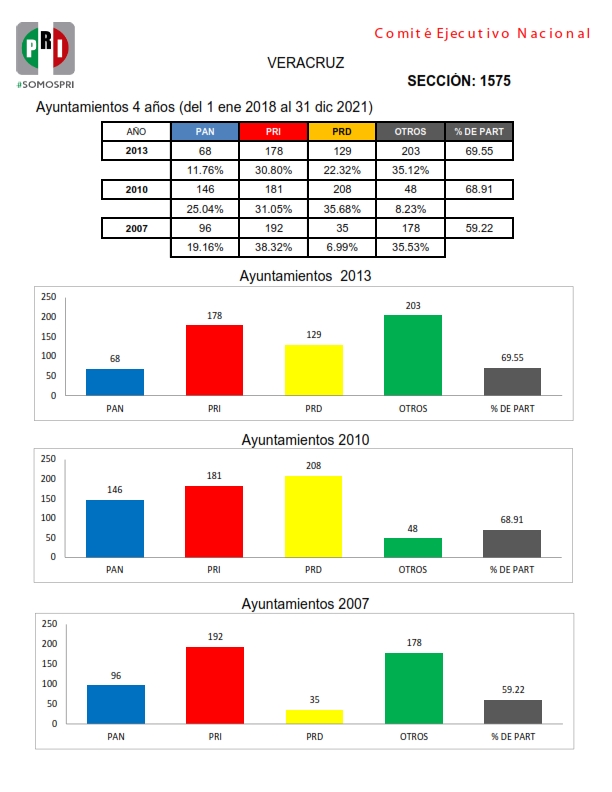 Comité Ejecutivo Nacional
PRI
#SOMOSPRI
VERACRUZ
SECCIÓN: 1575
Ayuntamientos 4 años (del 1 ene 2018 al 31 dic 2021)
AÑO PAN PRI PRD OTROS % DE PART
2013 68 178 129 203 69.55
11.76% 30.80% 22.32% 35.12%
2010 146 181 208 48 68.91
25.04% 31.05% 35.68% 8.23%
2007 96 192 35 178 59.22
19.16% 38.32% 6.99% 35.53%
Ayuntamientos 2013
250
200
150
100
50
0
68 178 129 203 69.55
PAN PRI PRD OTROS % DE PART
Ayuntamientos 2010
250
200
150
100
50
0
146 181 208 48 68.91
PAN PRI PRD OTROS % DE PART
Ayuntamientos 2007
250
200
150
100
50
0
96 192 35 178 59.22
PAN PRI PRD OTROS % DE PART